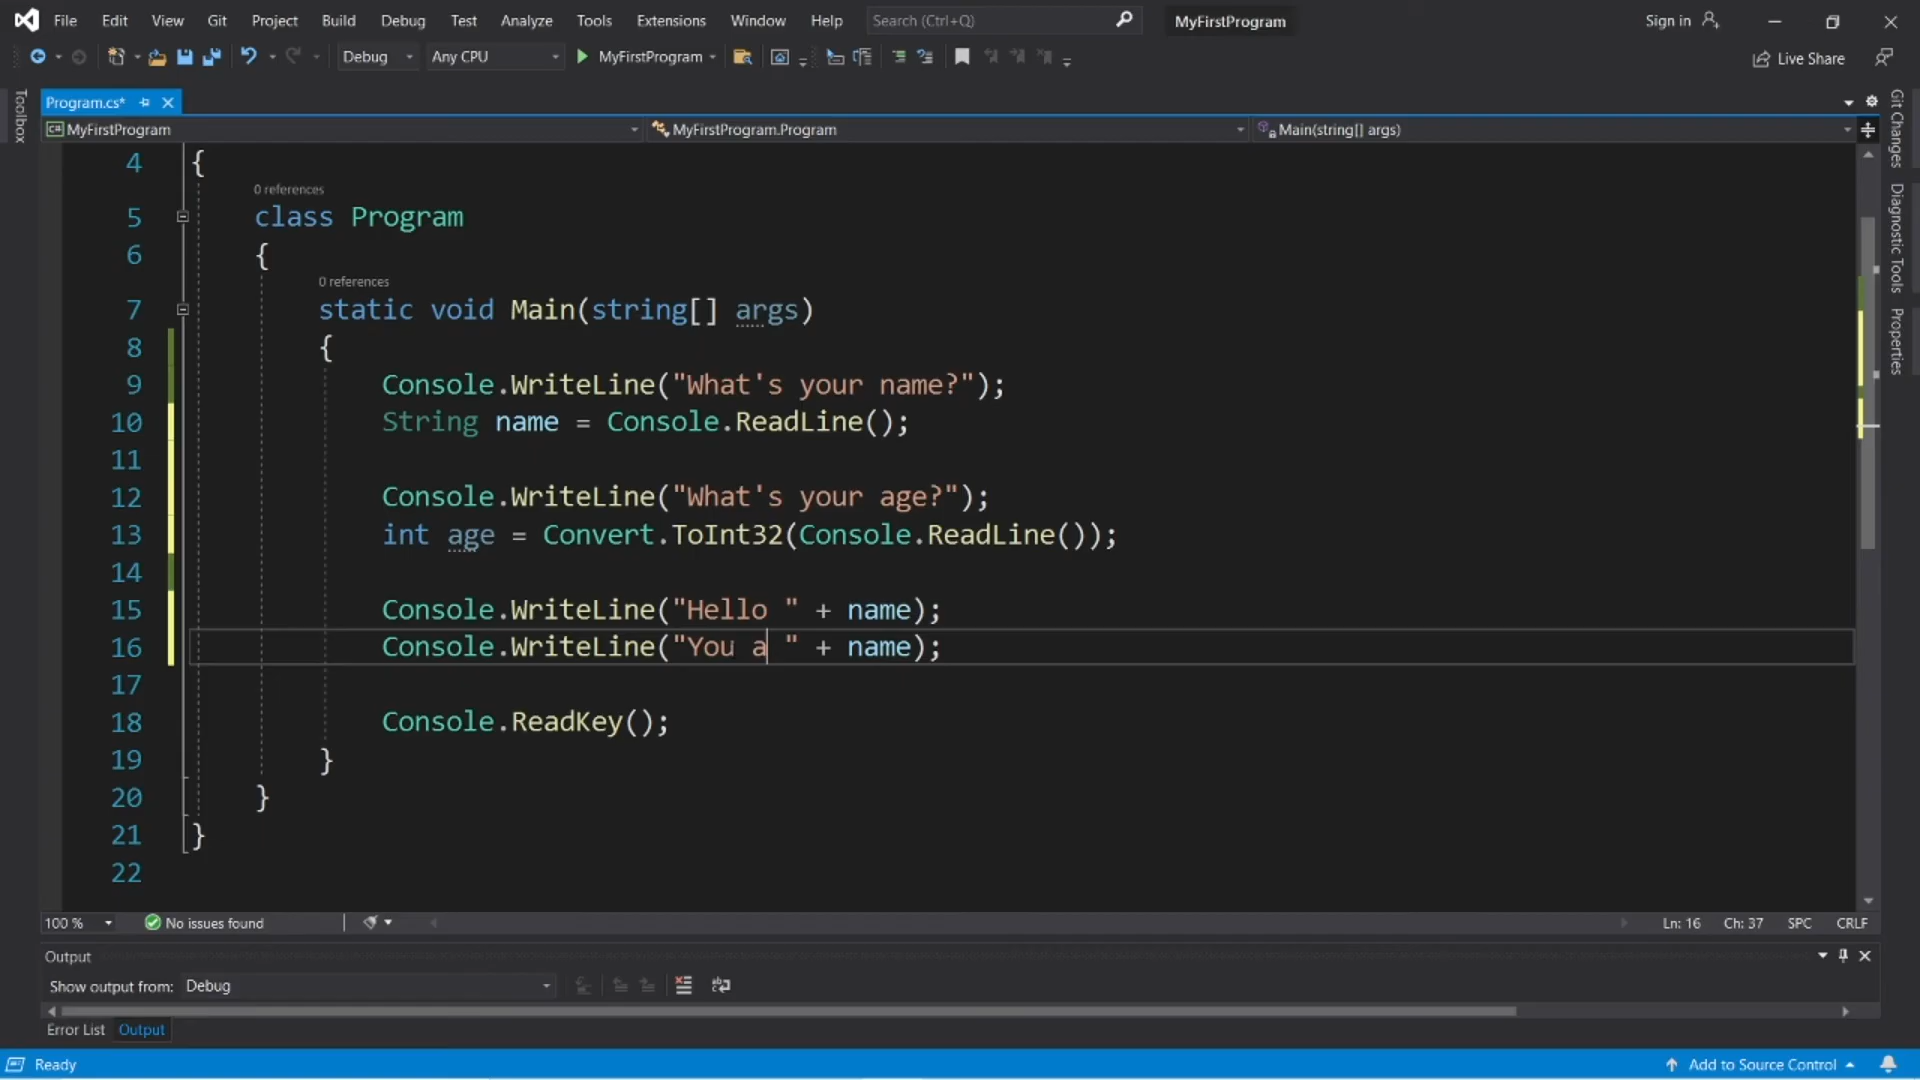 File Edit View Git Project Build Debug Test Analyze Tools Extensions Window Help Search (Ctrl+Q) MyFirstProgram Sign in
Debug Any CPU MyFirstProgram Live Share
Toolbox
Program.cs*
C# MyFirstProgram MyFirstProgram.Program Main(string[] args)
4 {
0 references
5 class Program
6 {
0 references
7 static void Main(string[] args)
8 {
9 Console.WriteLine("What's your name?");
10 String name = Console.ReadLine();
11
12 Console.WriteLine("What's your age?");
13 int age = Convert.ToInt32(Console.ReadLine());
14
15 Console.WriteLine("Hello " + name);
16 Console.WriteLine("You a " + name);
17
18 Console.ReadKey();
19 }
20 }
21 }
22
Git Changes
Diagnostic Tools
Properties
100 % No issues found Ln: 16 Ch: 37 SPC CRLF
Output
Show output from: Debug
Error List Output
Ready Add to Source Control